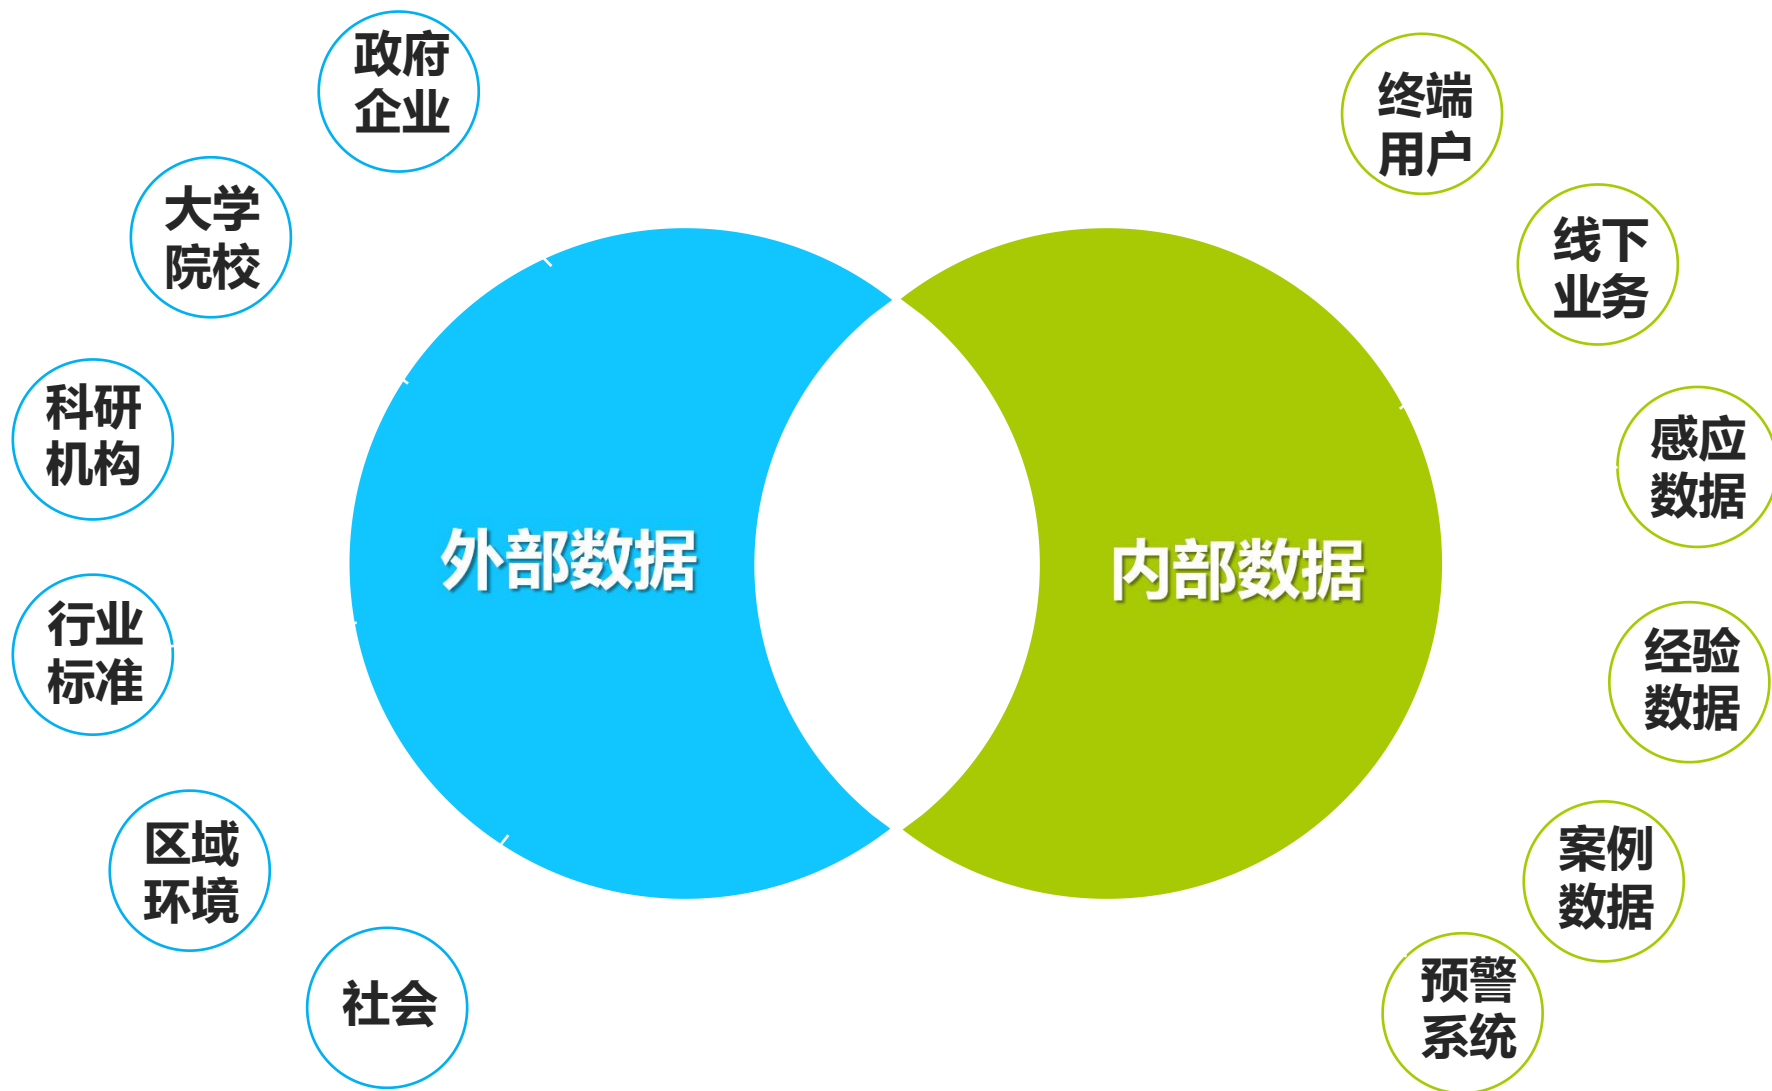 政府
企业
大学
院校
科研
机构
行业
标准
区域
环境
社会
外部数据
内部数据
终端
用户
线下
业务
感应
数据
经验
数据
案例
数据
预警
系统